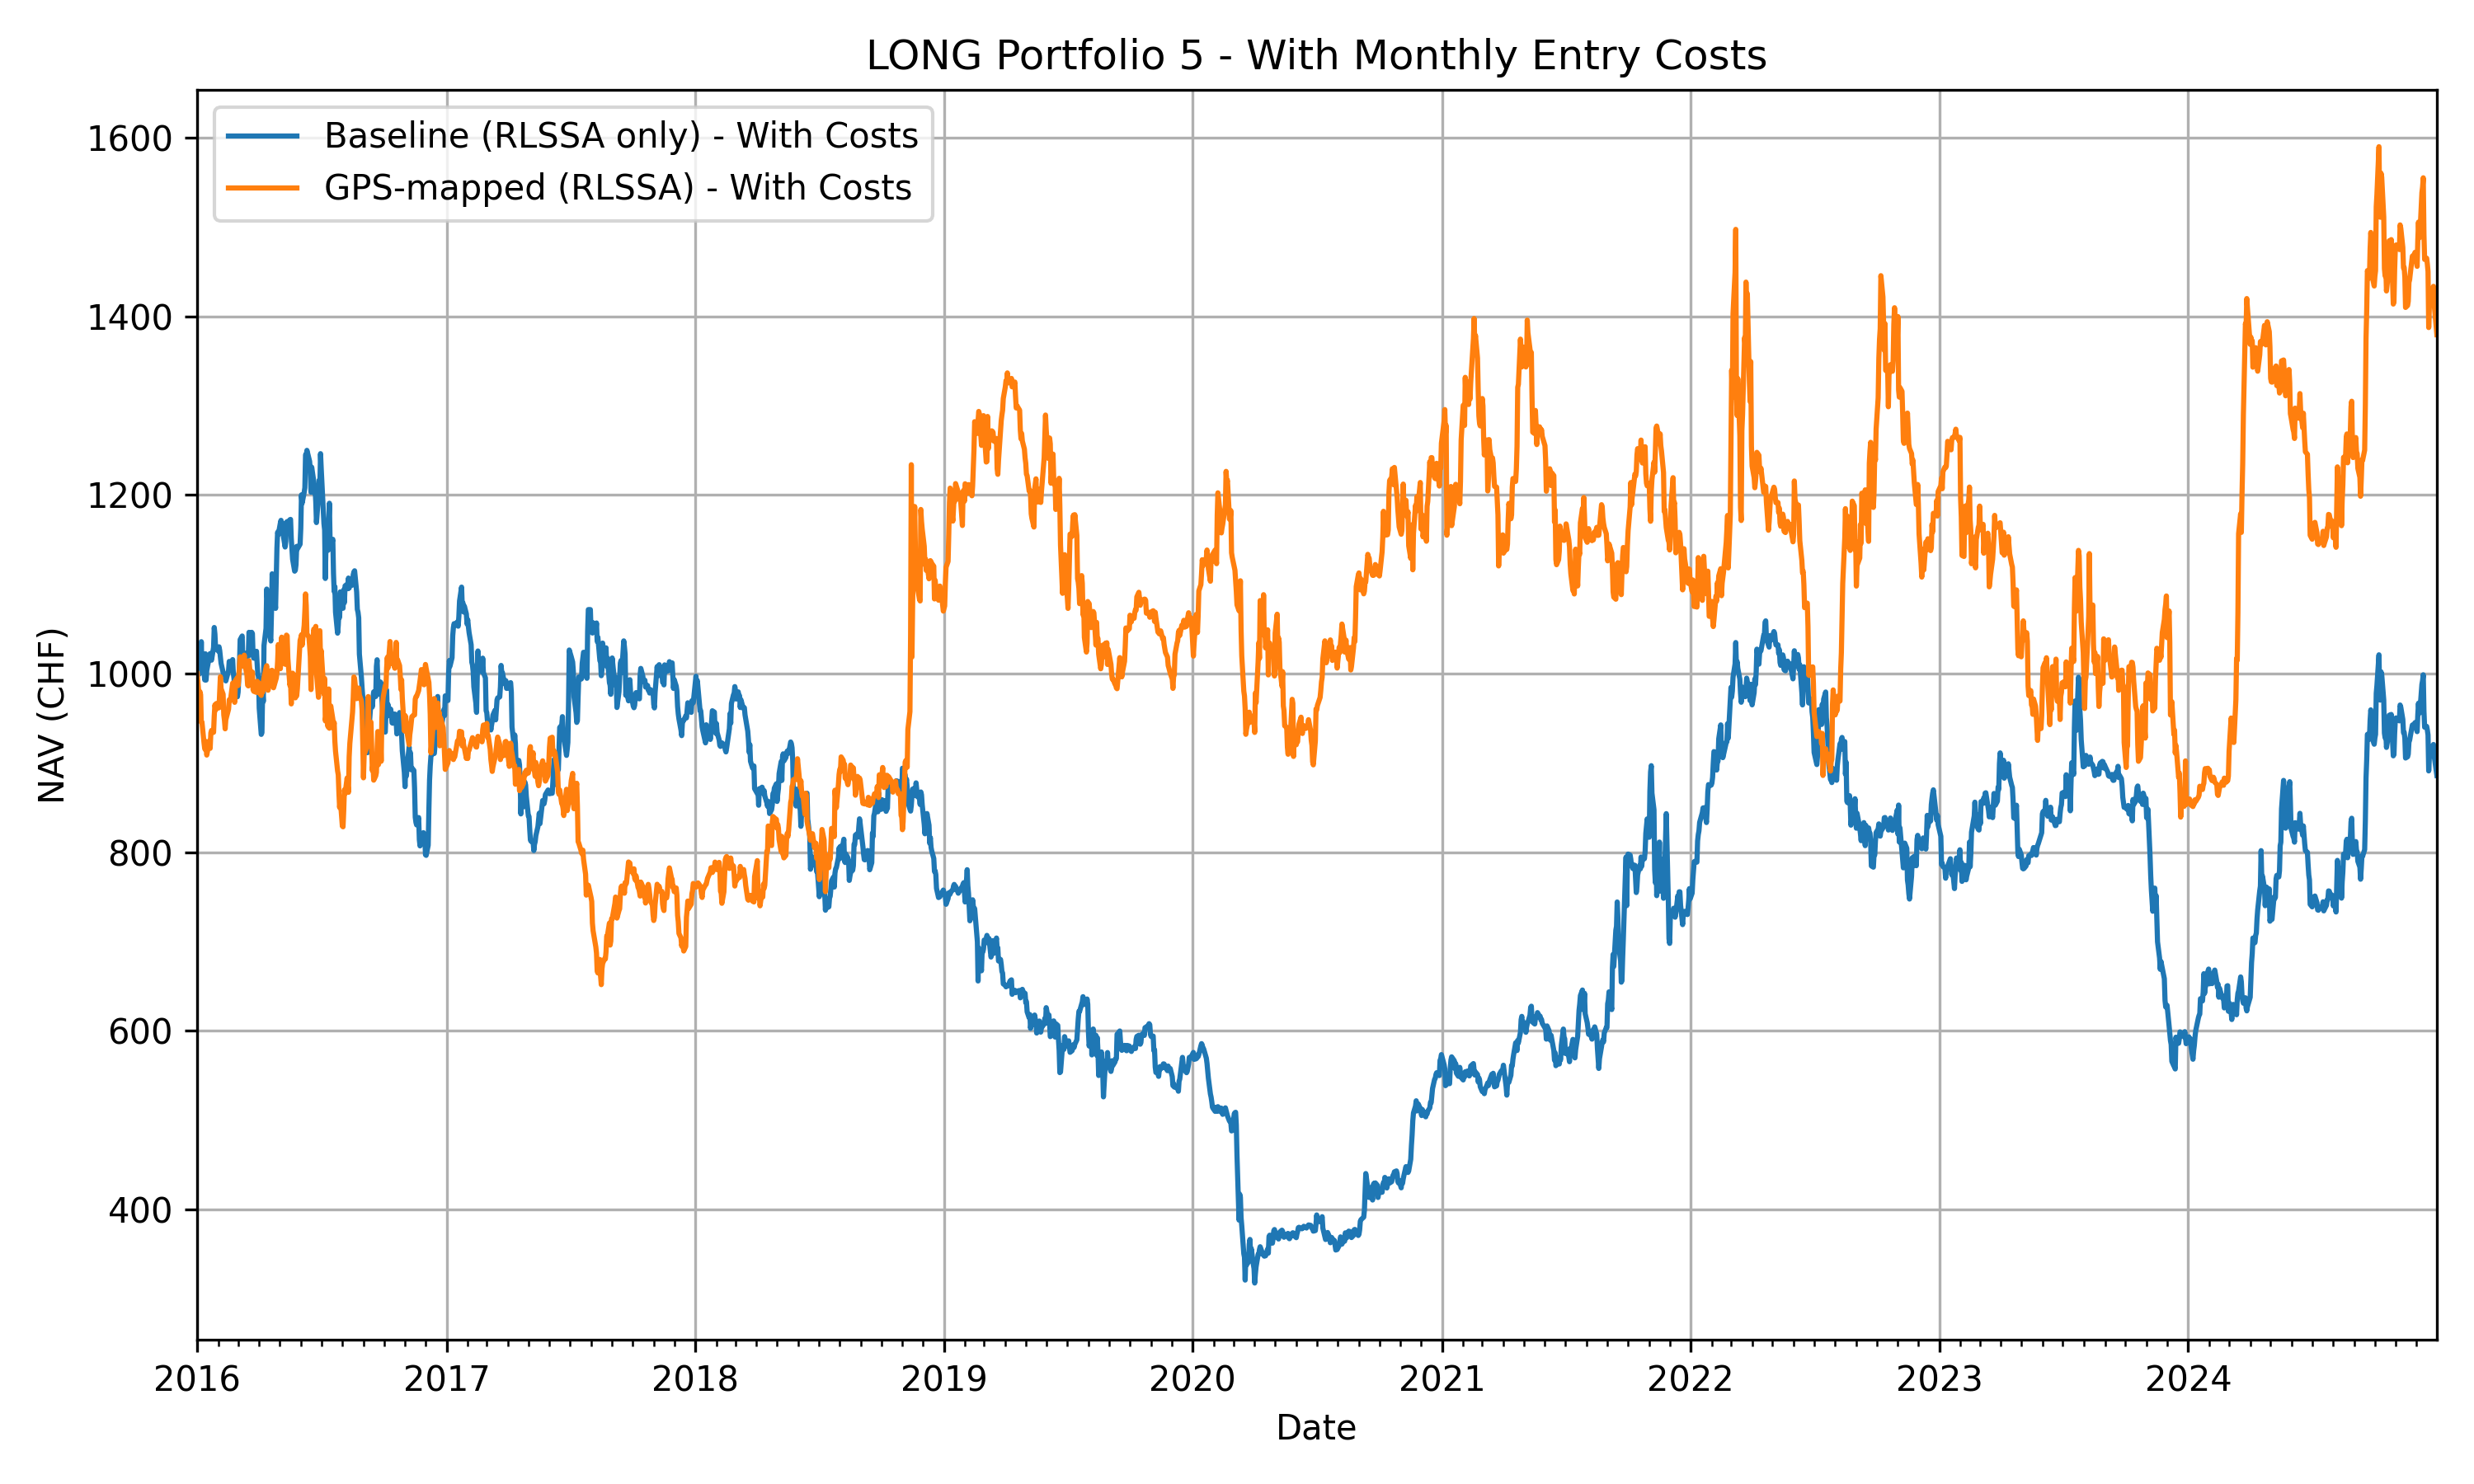 LONG Portfolio 5 - With Monthly Entry Costs
Baseline (RLSSA only) - With Costs
GPS-mapped (RLSSA) - With Costs
1600
1400
1200
1000
800
600
400
NAV (CHF)
2016 2017 2018 2019 2020 2021 2022 2023 2024
Date